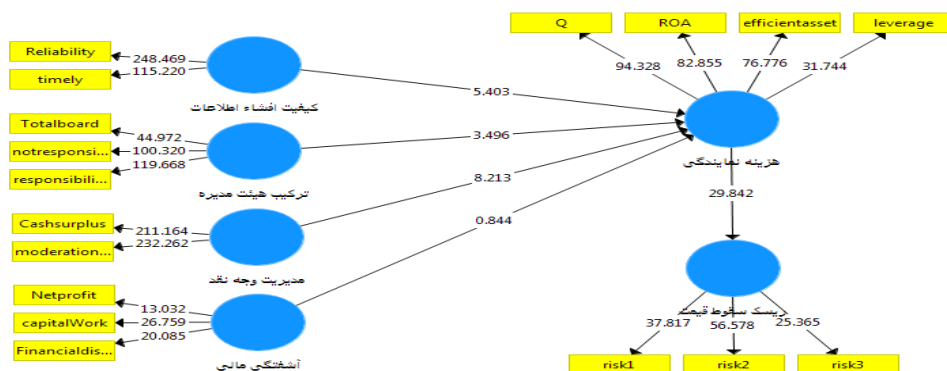 Q
ROA
efficientasset
leverage
94.328
82.855
76.776
31.744
Reliability
timely
248.469
115.220
کیفیت افشاء اطلاعات
5.403
Totalboard
notresponsi...
responsibili...
44.972
100.320
119.668
ترکیب هیئت مدیره
3.496
هزینه نمایندگی
Cashsurplus
moderation...
211.164
232.262
مدیریت وجه نقد
8.213
29.842
Netprofit
capitalWork
Financialdis...
13.032
26.759
20.085
آشفتگی مالی
0.844
ریسک سقوط قیمت
37.817
56.578
25.365
risk1
risk2
risk3